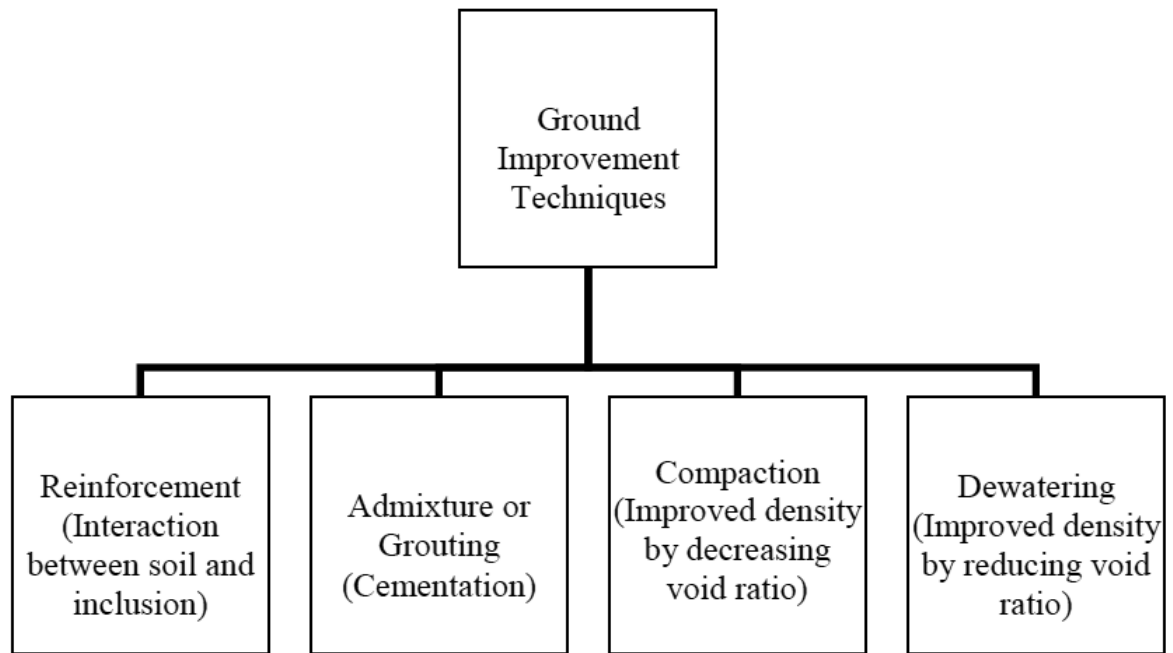 Ground
Improvement
Techniques
Reinforcement
(Interaction
between soil and
inclusion)
Admixture or
Grouting
(Cementation)
Compaction
(Improved density
by decreasing
void ratio)
Dewatering
(Improved density
by reducing void
ratio)